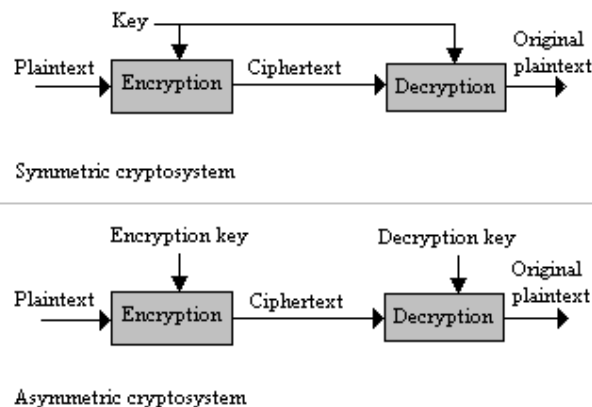 Key
Original
Plaintext
Ciphertext
plaintext
Encryption
Decryption
Symmetric cryptosystem
Encryption key
Decryption key
Original
Plaintext
Ciphertext
plaintext
Encryption
Decryption
Asymmetric cryptosystem